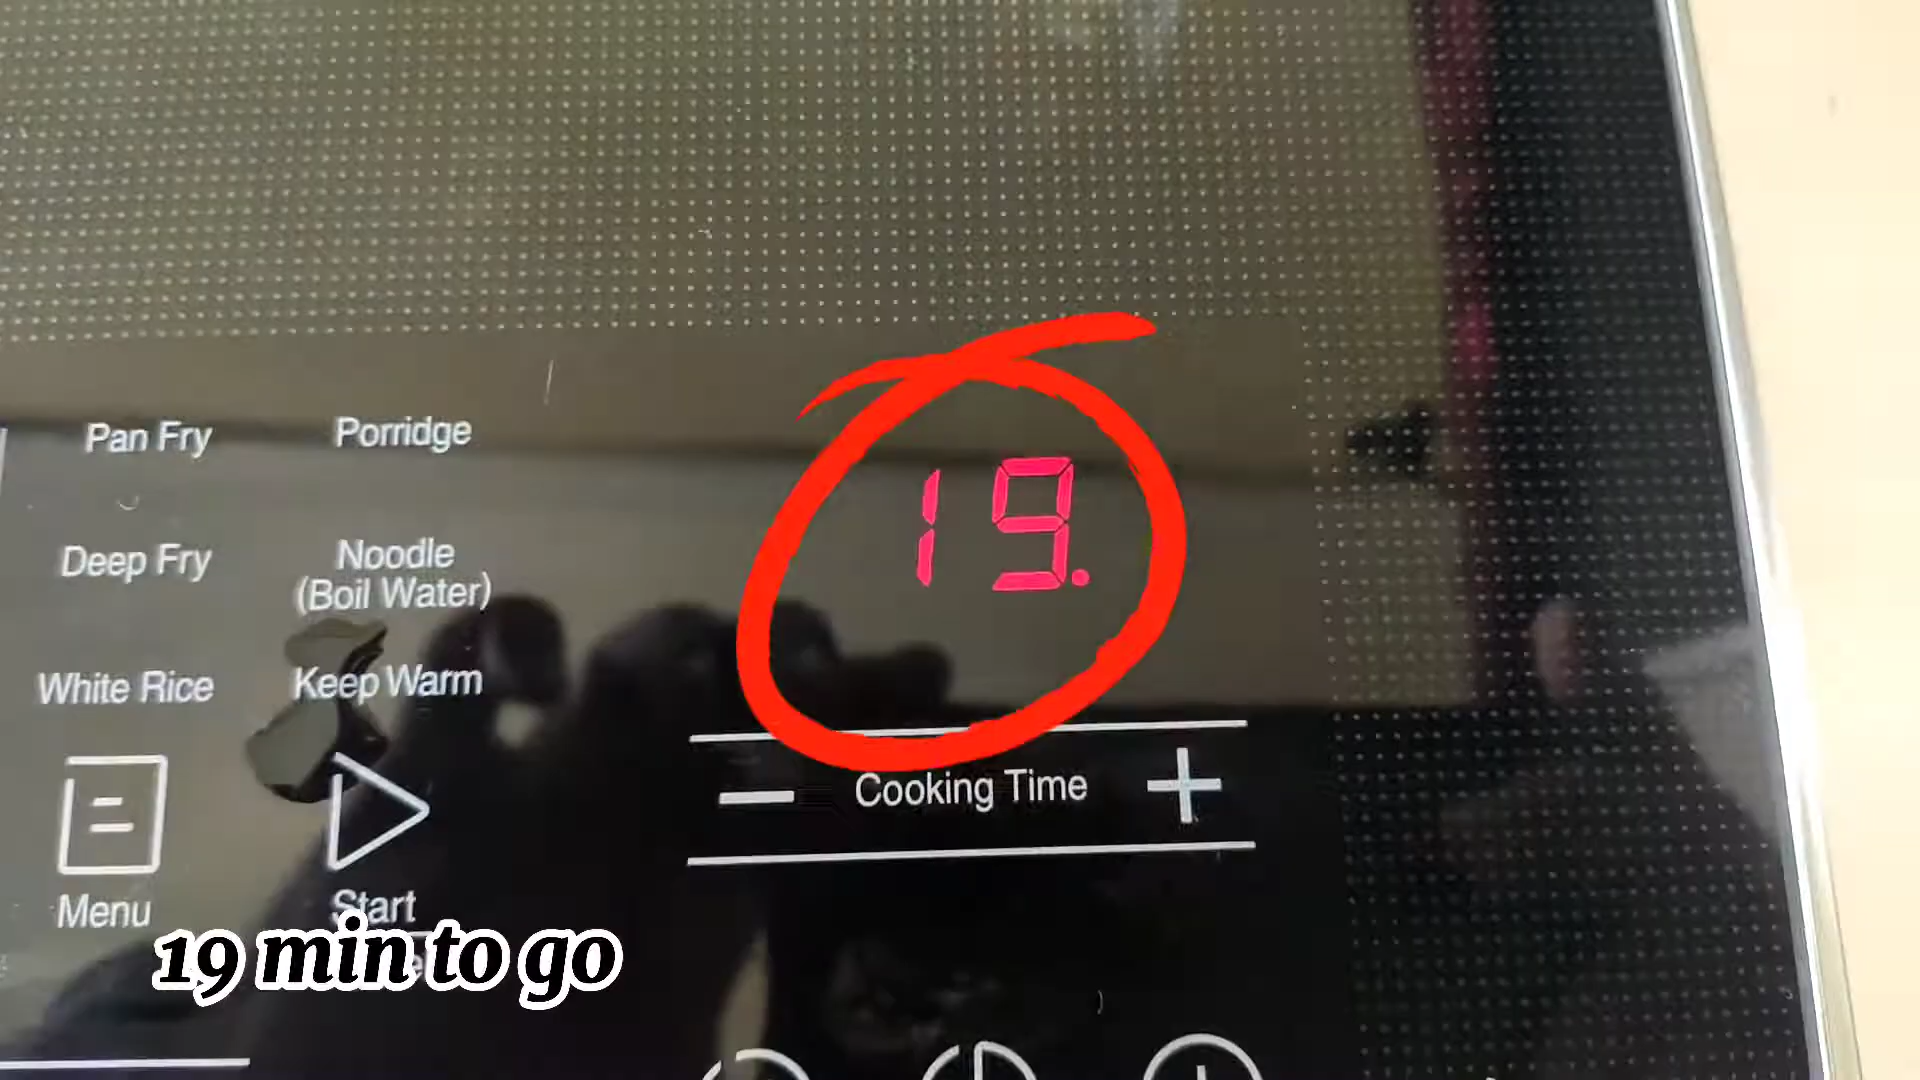 Pan Fry
Porridge
19.
Deep Fry
Noodle
(Boil Water)
White Rice
Keep Warm
Cooking Time
Menu
Start
19 min to go